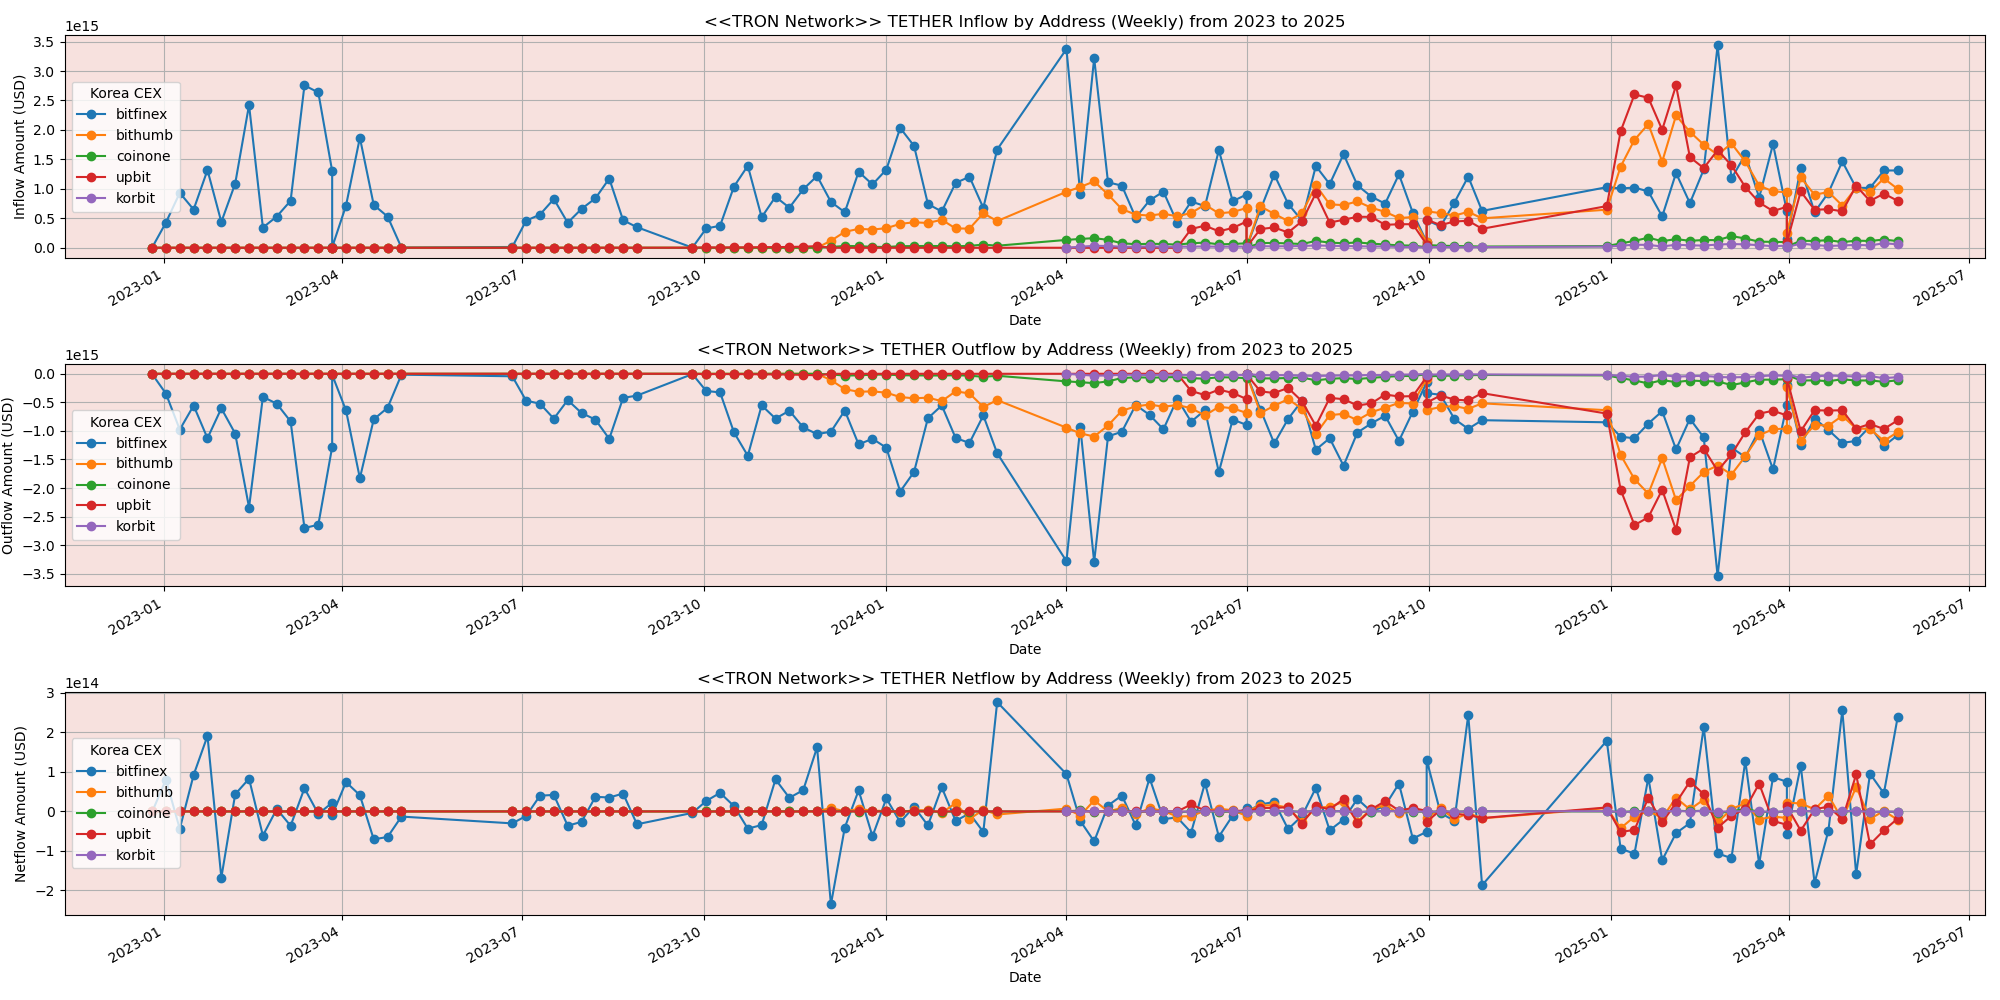 <<TRON Network>> TETHER Inflow by Address (Weekly) from 2023 to 2025
1e15
3.5
3.0
2.5
2.0
1.5
1.0
0.5
0.0
Inflow Amount (USD)
Korea CEX
bitfinex
bithumb
coinone
upbit
korbit
2023-01
2023-04
2023-07
2023-10
2024-01
2024-04
2024-07
2024-10
2025-01
2025-04
2025-07
Date
<<TRON Network>> TETHER Outflow by Address (Weekly) from 2023 to 2025
1e15
0.0
−0.5
−1.0
−1.5
−2.0
−2.5
−3.0
−3.5
Outflow Amount (USD)
Korea CEX
bitfinex
bithumb
coinone
upbit
korbit
2023-01
2023-04
2023-07
2023-10
2024-01
2024-04
2024-07
2024-10
2025-01
2025-04
2025-07
Date
<<TRON Network>> TETHER Netflow by Address (Weekly) from 2023 to 2025
1e14
3
2
1
0
−1
−2
Netflow Amount (USD)
Korea CEX
bitfinex
bithumb
coinone
upbit
korbit
2023-01
2023-04
2023-07
2023-10
2024-01
2024-04
2024-07
2024-10
2025-01
2025-04
2025-07
Date